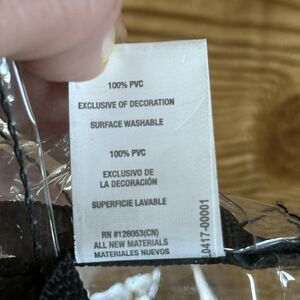 100% PVC
EXCLUSIVE OF DECORATION
SURFACE WASHABLE
100% PVC
EXCLUSIVO DE
LA DECORACIÓN
SUPERFICIE LAVABLE
RN #126053(CN)
ALL NEW MATERIALS
MATERIALES NUEVOS
0417-00001